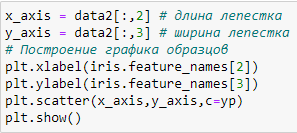 x_axis = data2[:,2] # длина лепестка
y_axis = data2[:,3] # ширина лепестка
# Построение графика образцов
plt.xlabel(iris.feature_names[2])
plt.ylabel(iris.feature_names[3])
plt.scatter(x_axis,y_axis,c=yp)
plt.show()